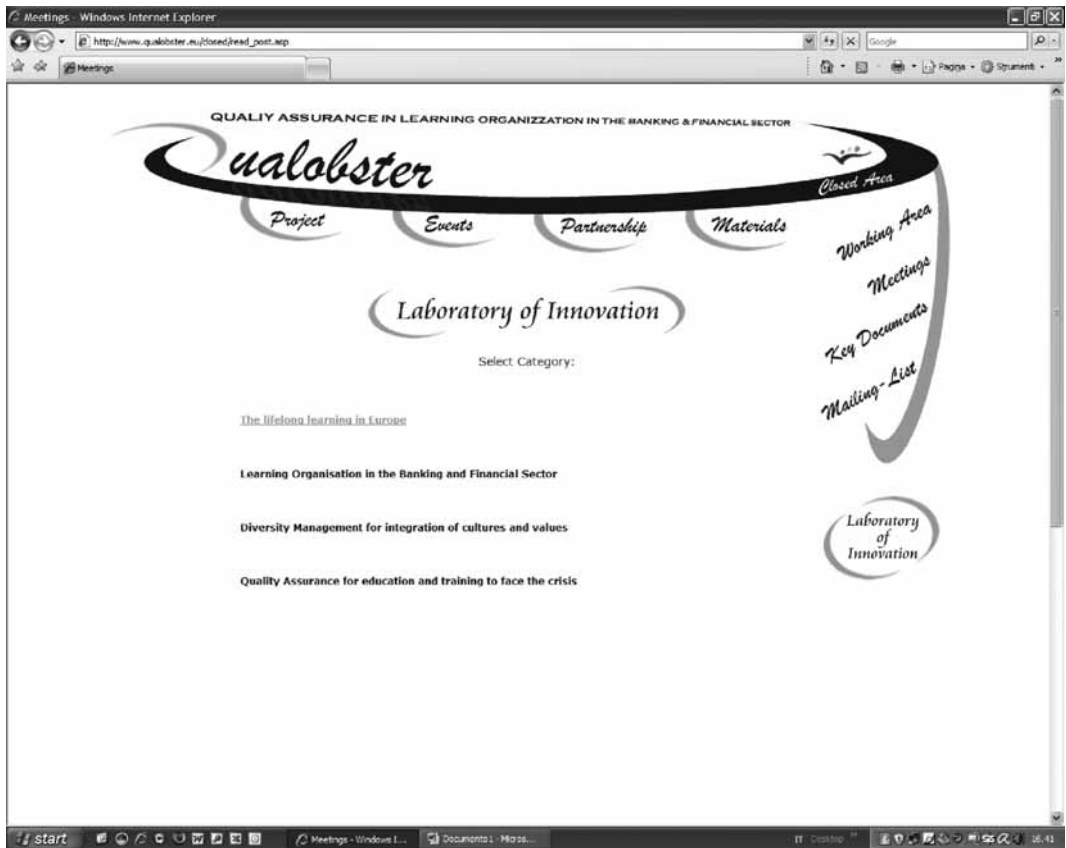 Meetings - Windows Internet Explorer
http://www.qualobster.eu/closed/read_post.asp
Google
Meetings
Pagina
Strumenti
QUALIY ASSURANCE IN LEARNING ORGANIZZATION IN THE BANKING & FINANCIAL SECTOR
Qualobster
Closed Area
Project
Events
Partnership
Materials
Working Area
Meetings
Key Documents
Mailing-List
Laboratory of Innovation
Select Category:
The lifelong learning in Europe
Learning Organisation in the Banking and Financial Sector
Diversity Management for integration of cultures and values
Quality Assurance for education and training to face the crisis
Laboratory
of
Innovation
start
Meetings - Windows I...
Documento1 - Micros...
IT
Desktop
16.41